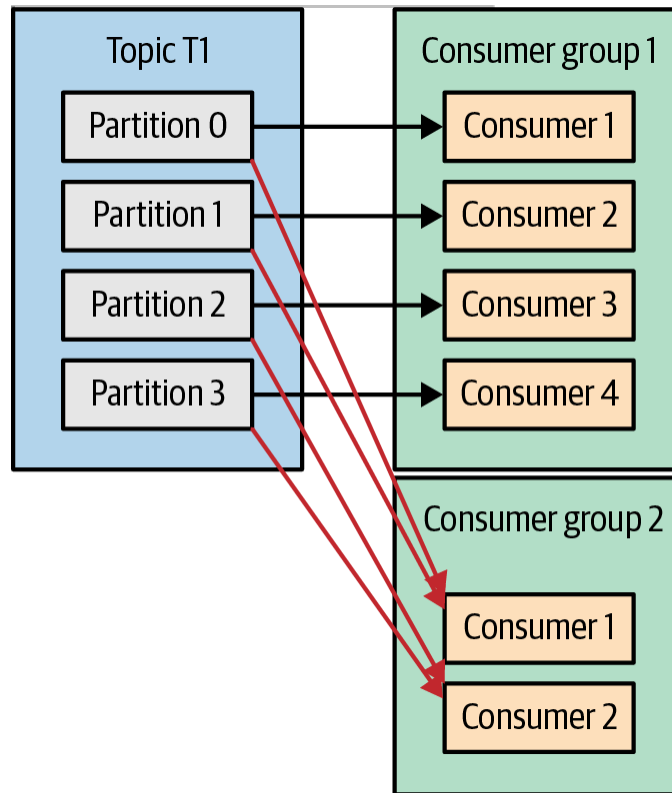 Topic T1
Partition 0
Partition 1
Partition 2
Partition 3
Consumer group 1
Consumer 1
Consumer 2
Consumer 3
Consumer 4
Consumer group 2
Consumer 1
Consumer 2